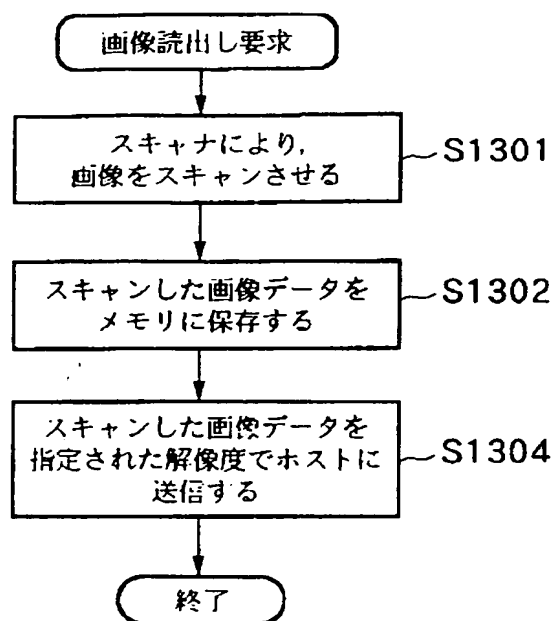 画像読出し要求
スキャナにより,
画像をスキャンさせる
S1301
スキャンした画像データを
メモリに保存する
S1302
スキャンした画像データを
指定された解像度でホストに
送信する
S1304
終了